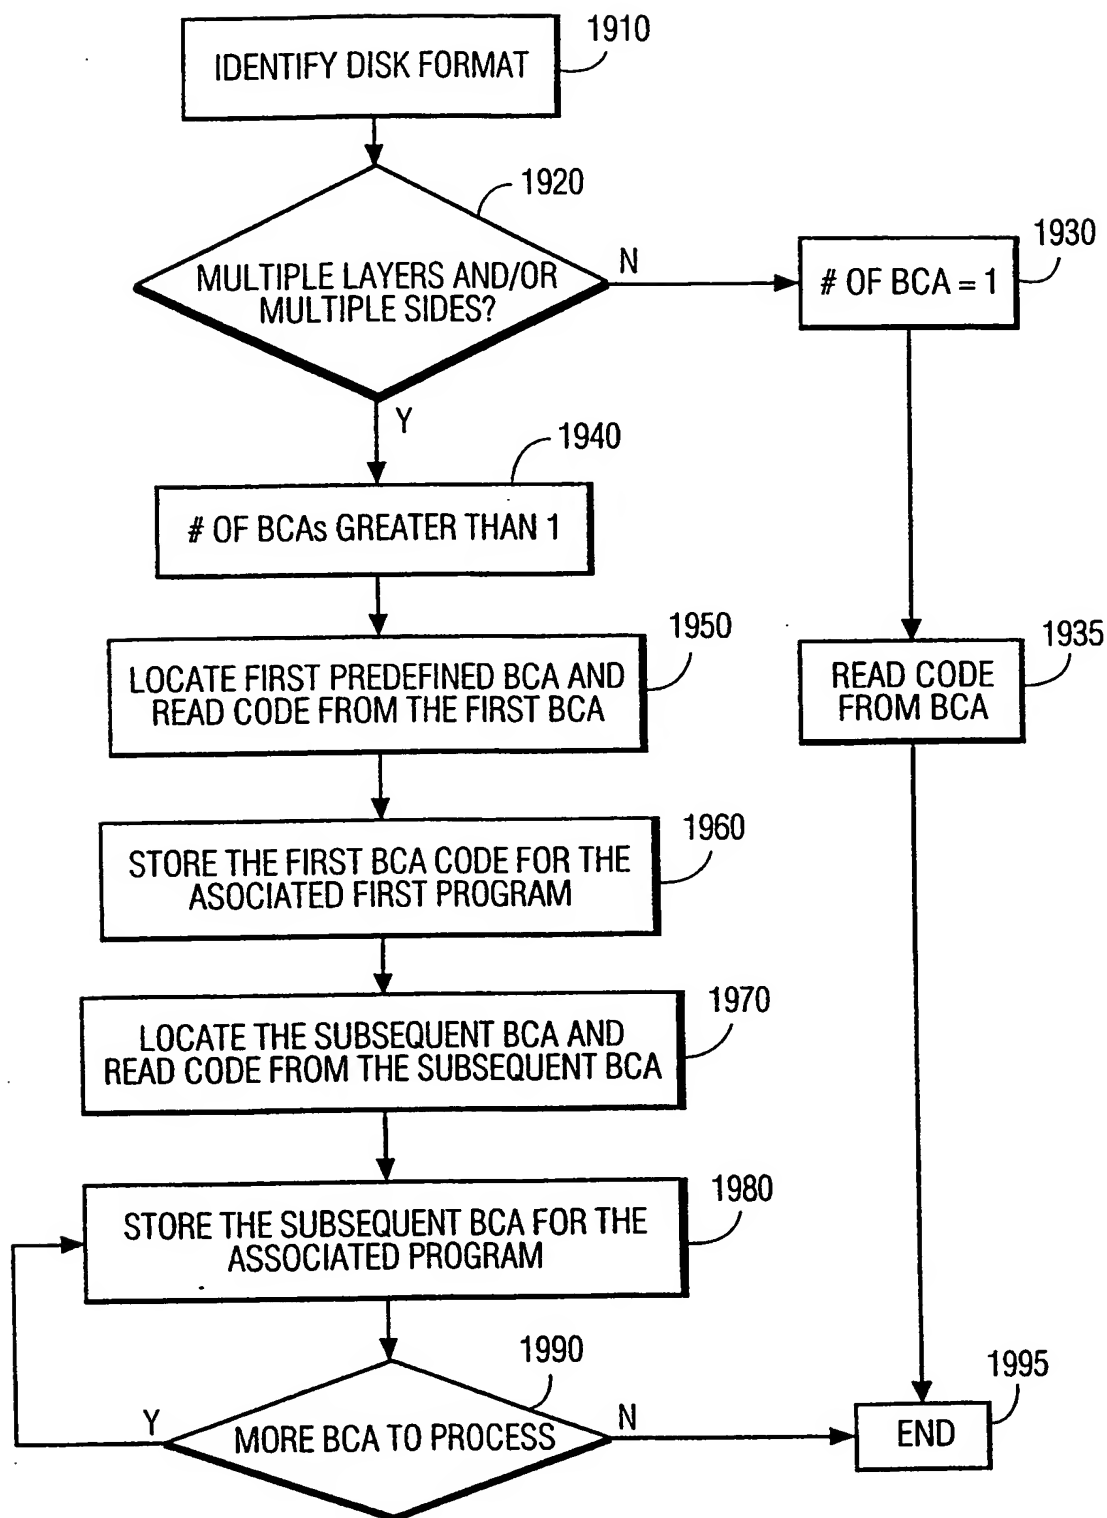 IDENTIFY DISK FORMAT
1910
1920
MULTIPLE LAYERS AND/OR
MULTIPLE SIDES?
N
Y
1930
# OF BCA = 1
1940
# OF BCAs GREATER THAN 1
1935
READ CODE
FROM BCA
1950
LOCATE FIRST PREDEFINED BCA AND
READ CODE FROM THE FIRST BCA
1960
STORE THE FIRST BCA CODE FOR THE
ASOCIATED FIRST PROGRAM
1970
LOCATE THE SUBSEQUENT BCA AND
READ CODE FROM THE SUBSEQUENT BCA
1980
STORE THE SUBSEQUENT BCA FOR THE
ASSOCIATED PROGRAM
1990
Y
MORE BCA TO PROCESS
N
1995
END